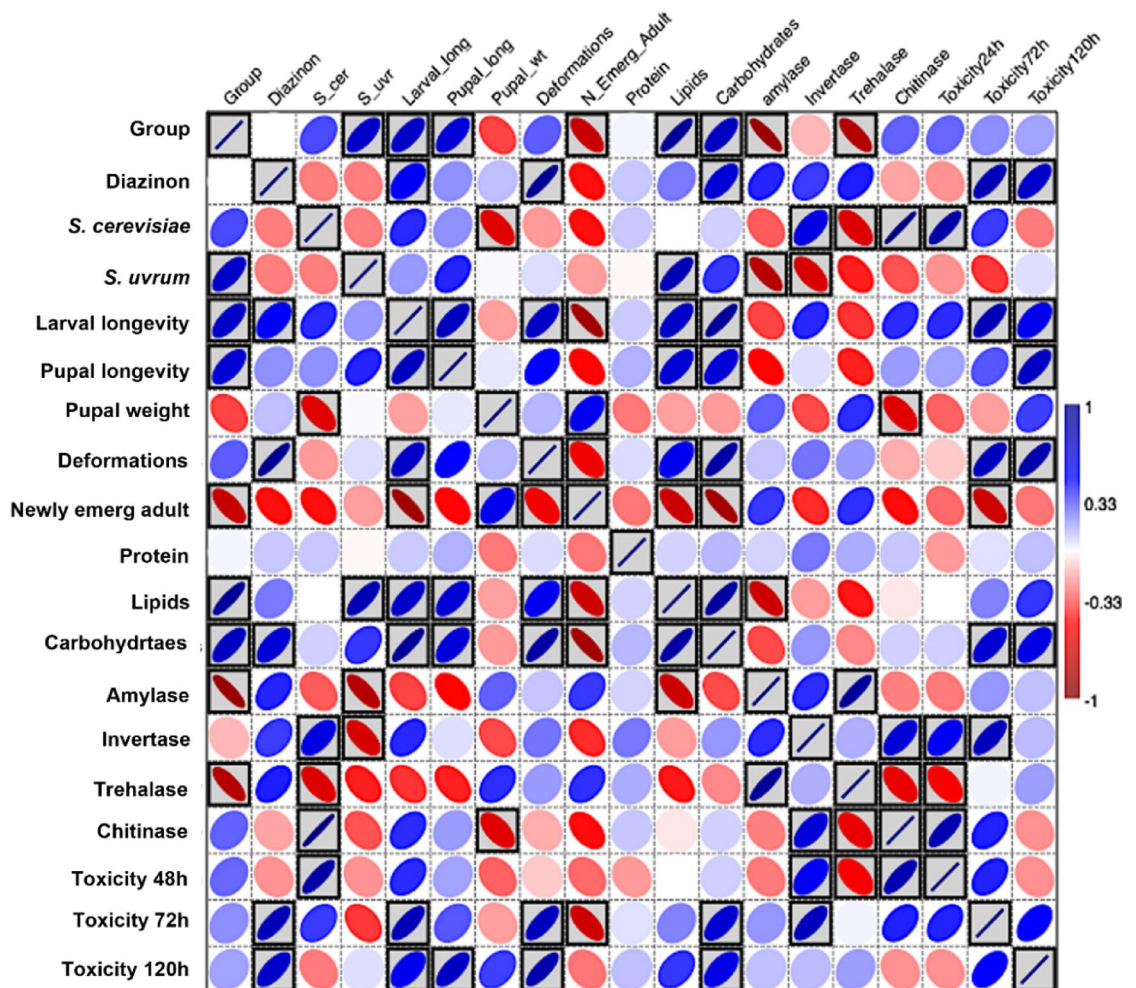 Group
Diazinon
S_cer
S_uvr
Larval_long
Pupal_long
Pupal_wt
Deformations
N_Emerg_Adult
Protein
Lipids
Carbohydrates
amylase
Invertase
Trehalase
Chitinase
Toxicity24h
Toxicity72h
Toxicity120h
Group
Diazinon
S. cerevisiae
S. uvrum
Larval longevity
Pupal longevity
Pupal weight
Deformations
Newly emerg adult
Protein
Lipids
Carbohydrtaes
Amylase
Invertase
Trehalase
Chitinase
Toxicity 48h
Toxicity 72h
Toxicity 120h
1
0.33
-0.33
-1